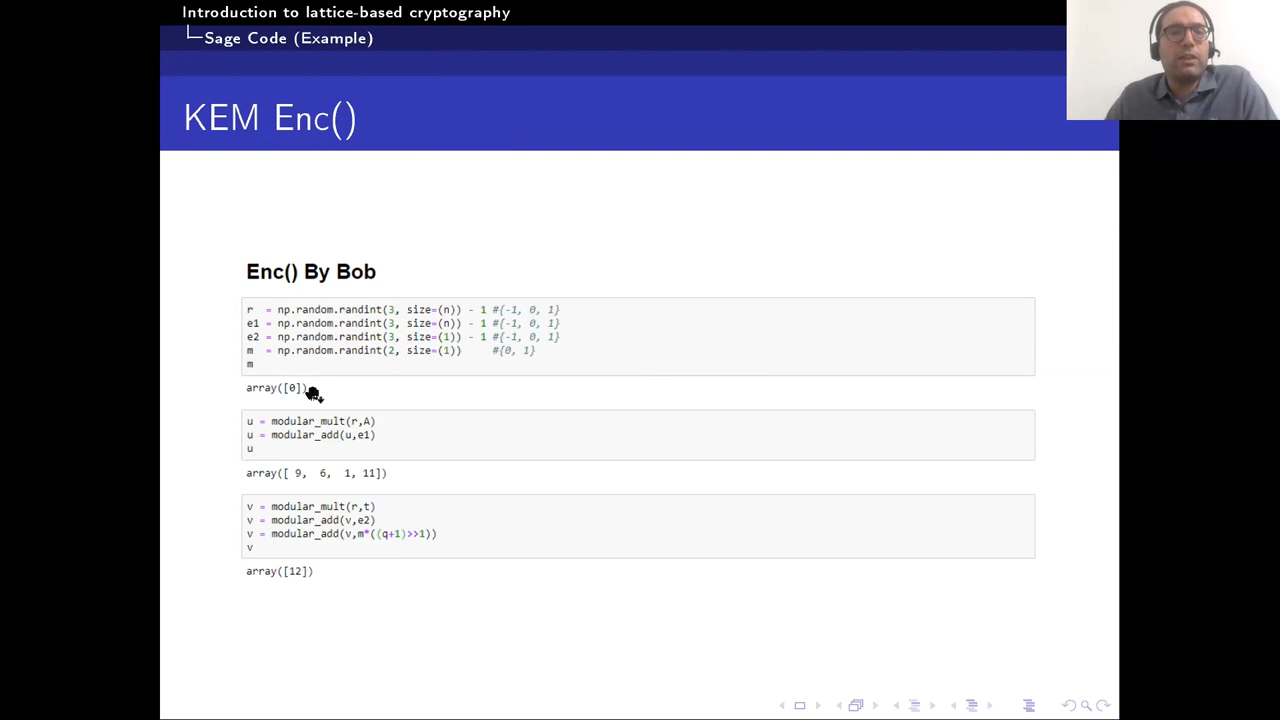 Introduction to lattice-based cryptography
Sage Code (Example)
KEM Enc()
Enc() By Bob
r  = np.random.randint(3, size=(n)) - 1 #{-1, 0, 1}
e1 = np.random.randint(3, size=(n)) - 1 #{-1, 0, 1}
e2 = np.random.randint(3, size=(1)) - 1 #{-1, 0, 1}
m  = np.random.randint(2, size=(1))     #{0, 1}
m
array([0])
u = modular_mult(r,A)
u = modular_add(u,e1)
u
array([ 9,  6,  1, 11])
v = modular_mult(r,t)
v = modular_add(v,e2)
v = modular_add(v,m*((q+1)>>1))
v
array([12])